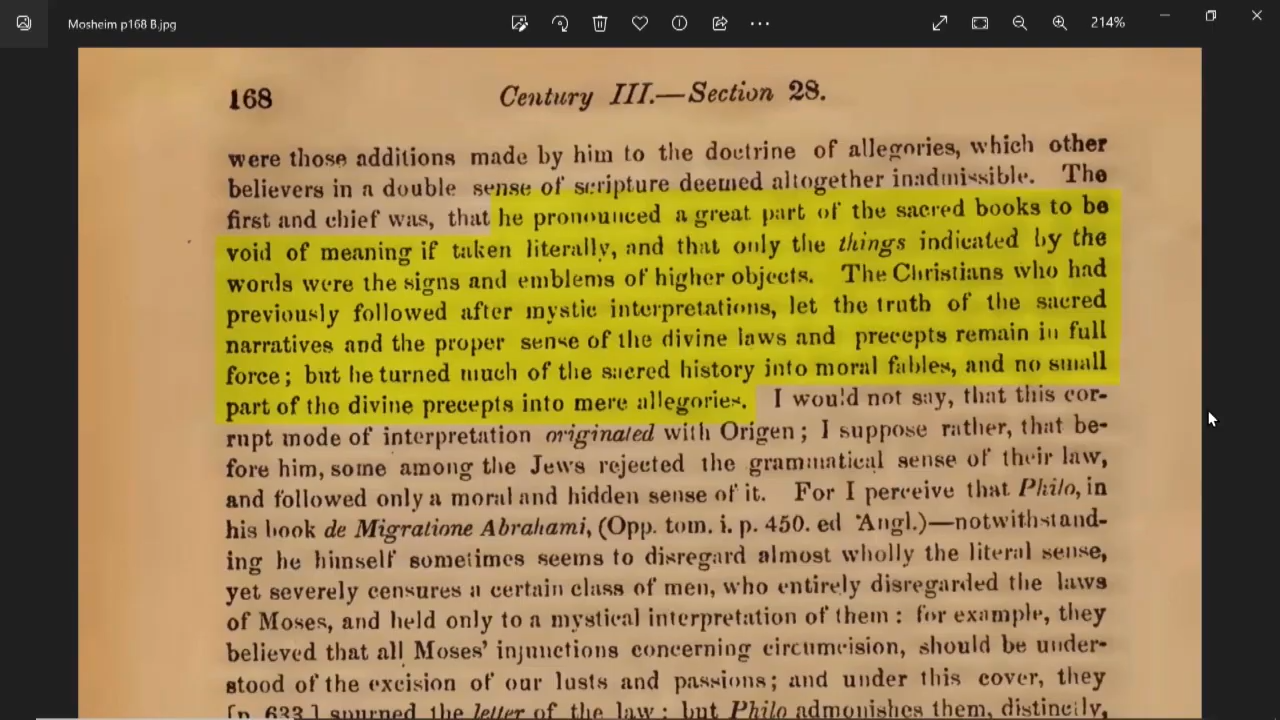 Mosheim p168 B.jpg
214%
168
Century III.—Section 28.
were those additions made by him to the doctrine of allegories, which other
believers in a double sense of scripture deemed altogether inadmissible. The
first and chief was, that he pronounced a great part of the sacred books to be
void of meaning if taken literally, and that only the things indicated by the
words were the signs and emblems of higher objects. The Christians who had
previously followed after mystic interpretations, let the truth of the sacred
narratives and the proper sense of the divine laws and precepts remain in full
force; but he turned much of the sacred history into moral fables, and no small
part of the divine precepts into mere allegories. I would not say, that this cor-
rupt mode of interpretation originated with Origen; I suppose rather, that be-
fore him, some among the Jews rejected the grammatical sense of their law,
and followed only a moral and hidden sense of it. For I perceive that Philo, in
his book de Migratione Abrahami, (Opp. tom. i. p. 450. ed Angl.)—notwithstand-
ing he himself sometimes seems to disregard almost wholly the literal sense,
yet severely censures a certain class of men, who entirely disregarded the laws
of Moses, and held only to a mystical interpretation of them: for example, they
believed that all Moses' injunctions concerning circumcision, should be under-
stood of the excision of our lusts and passions; and under this cover, they
[p. 633.] spurned the letter of the law: but Philo admonishes them, distinctly,